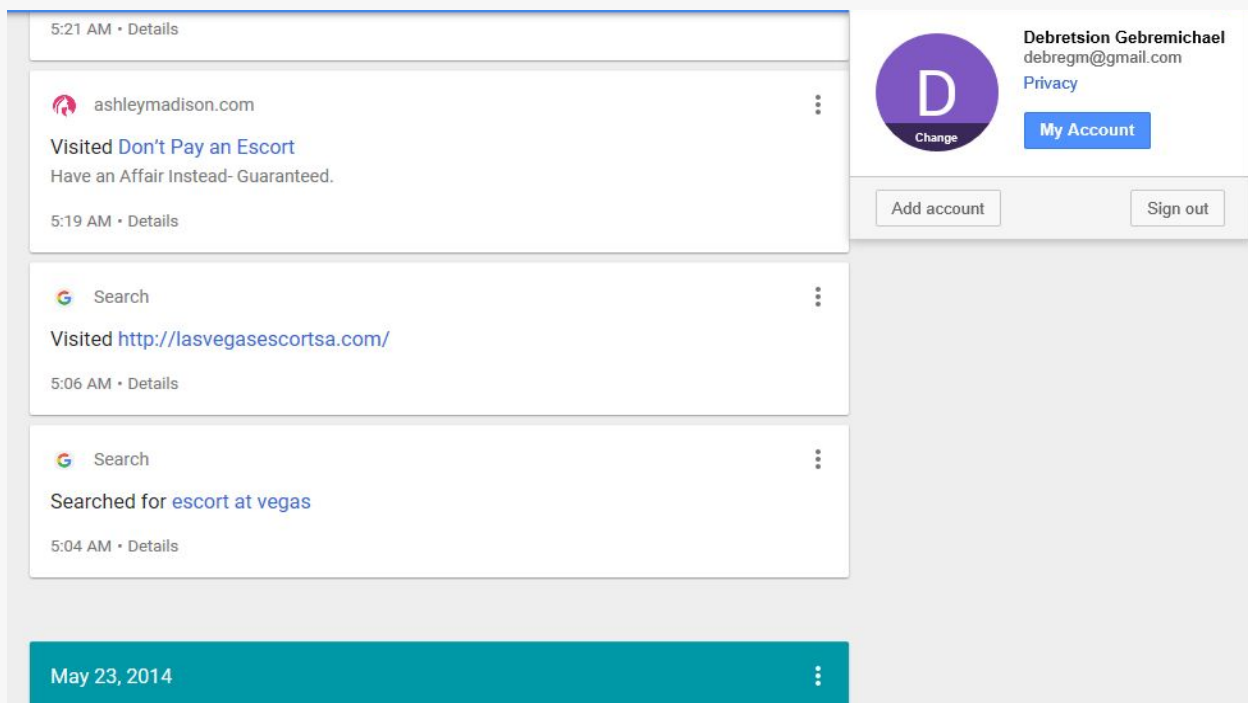 5:21 AM • Details
ashleymadison.com
Visited Don't Pay an Escort
Have an Affair Instead- Guaranteed.
5:19 AM • Details
Search
Visited http://lasvegasescortsa.com/
5:06 AM • Details
Search
Searched for escort at vegas
5:04 AM • Details
May 23, 2014
D
Change
Debretsion Gebremichael
debregm@gmail.com
Privacy
My Account
Add account
Sign out